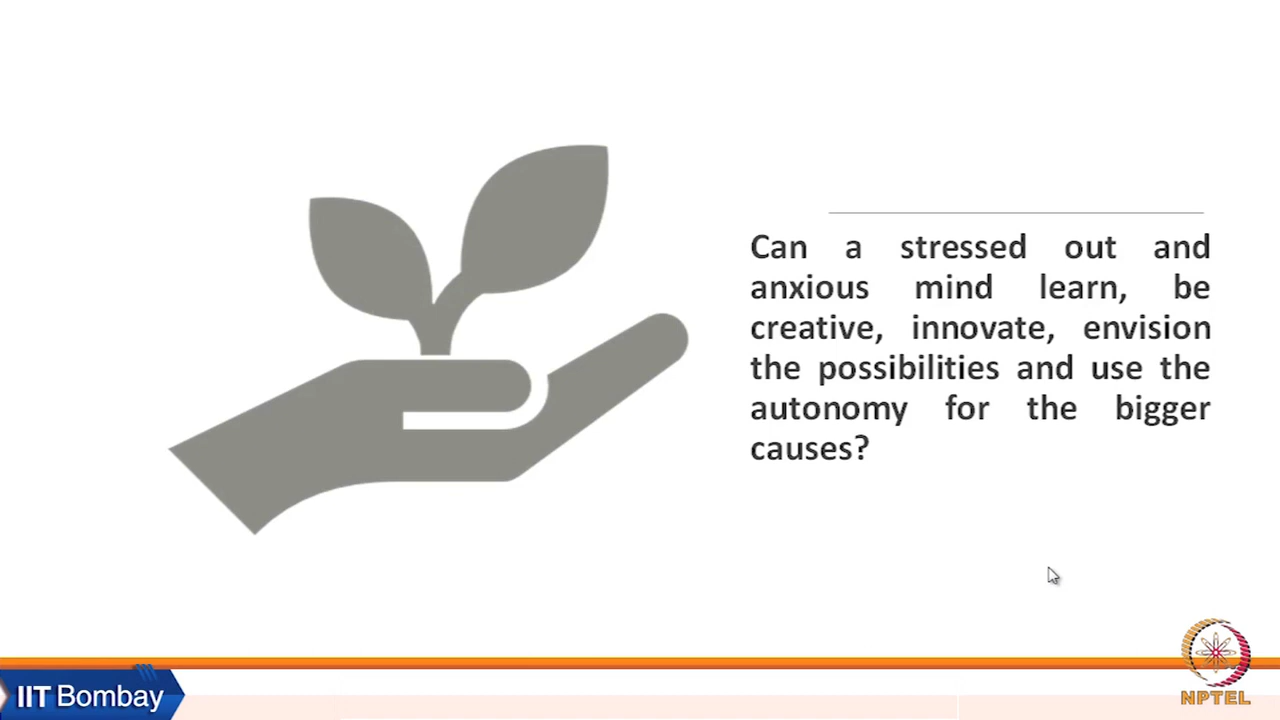 Can a stressed out and
anxious mind learn, be
creative, innovate, envision
the possibilities and use the
autonomy for the bigger
causes?
IIT Bombay
NPTEL